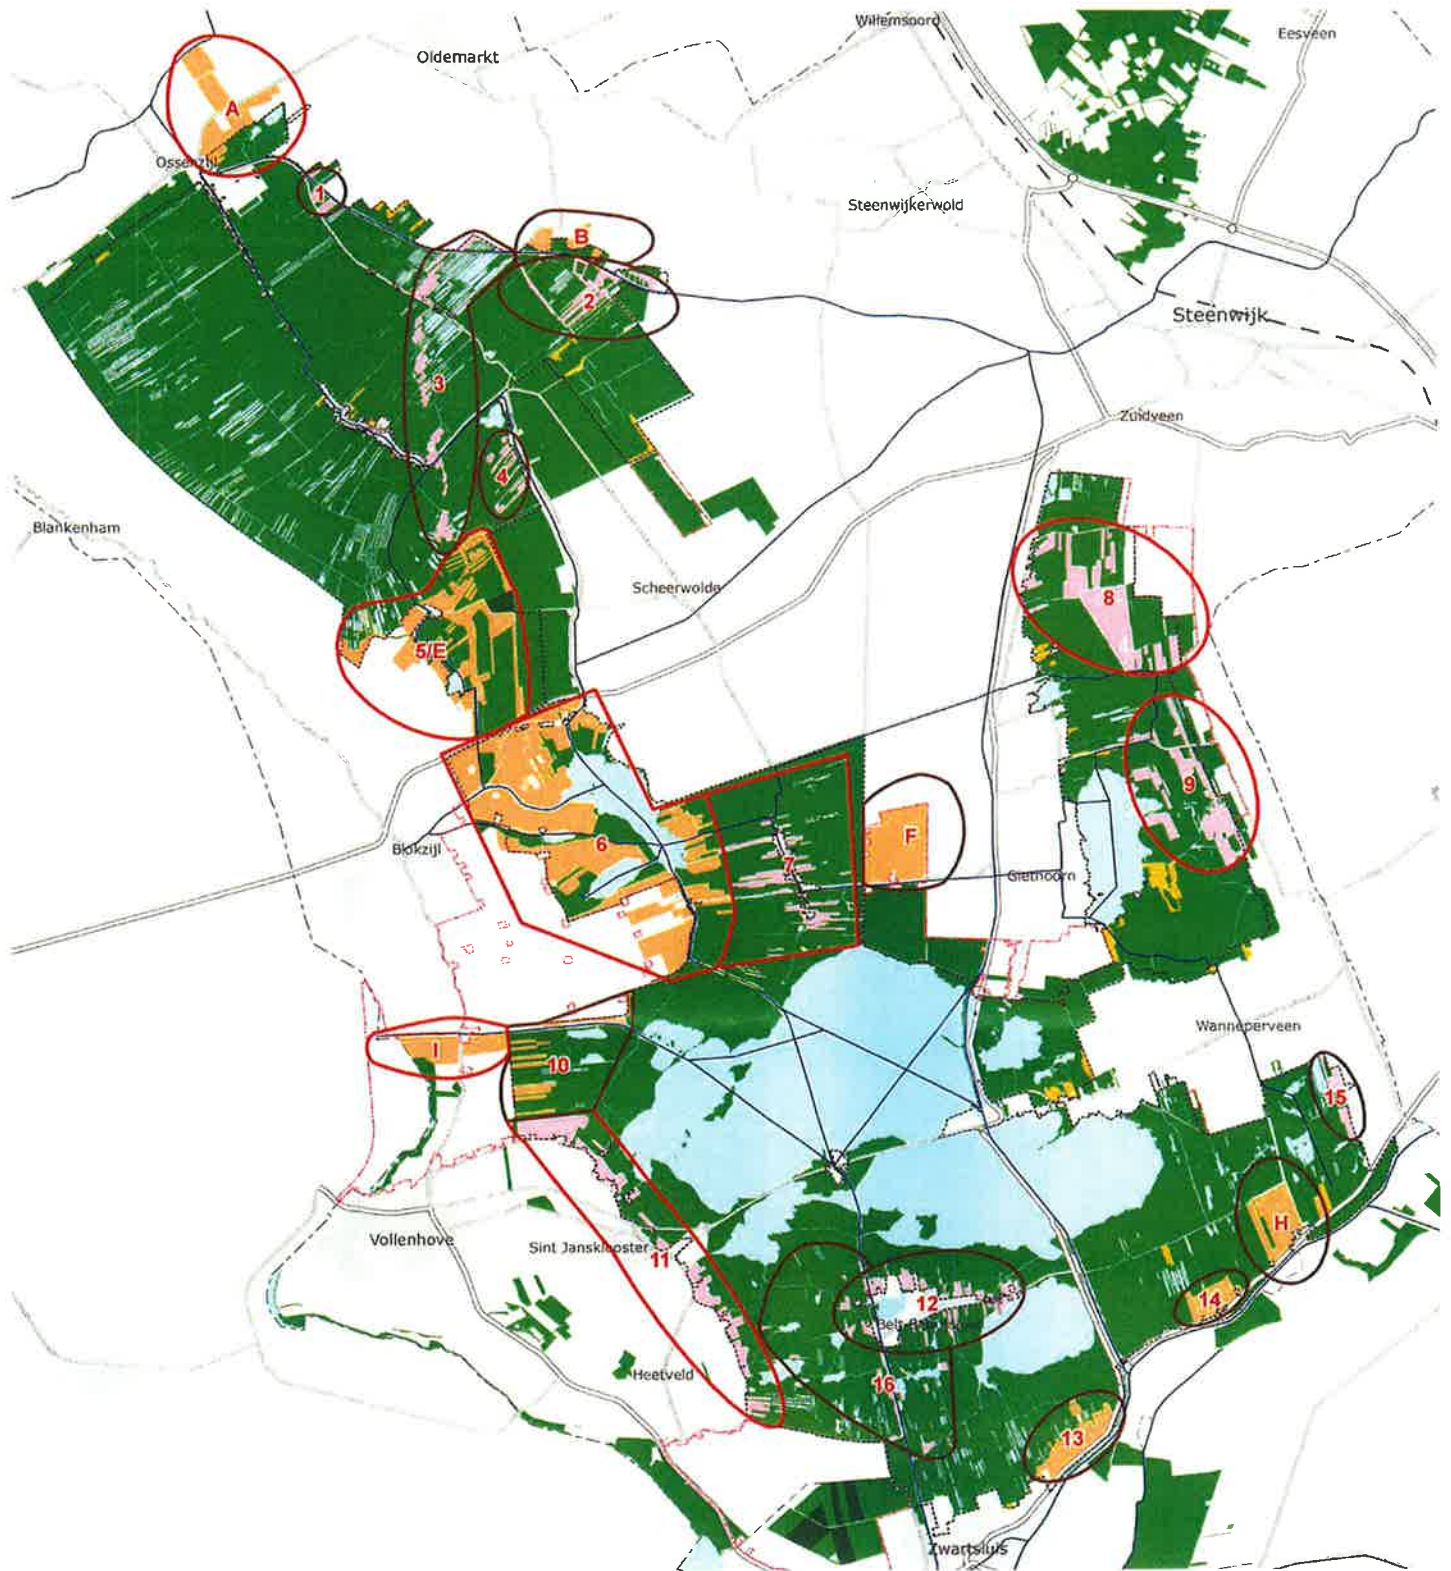 Willemsoord
Eesveen
Oldemarkt
A
Ossenzijl
1
Steenwijkerwold
B
2
Steenwijk
3
Zuidveen
4
Blankenham
Scheerwolde
8
5/E
9
F
6
Blokzijl
7
Giethoorn
Wanneperveen
I
10
15
H
Vollenhove
Sint Jansklooster
11
14
12
Heetveld
16
13
Zwartsluis